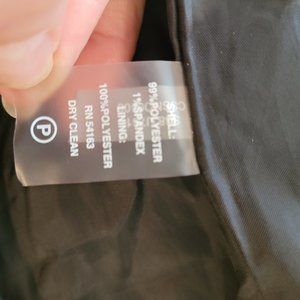 SHELL:
99%POLYESTER
1%SPANDEX
LINING:
100%POLYESTER
RN 54163
DRY CLEAN
P